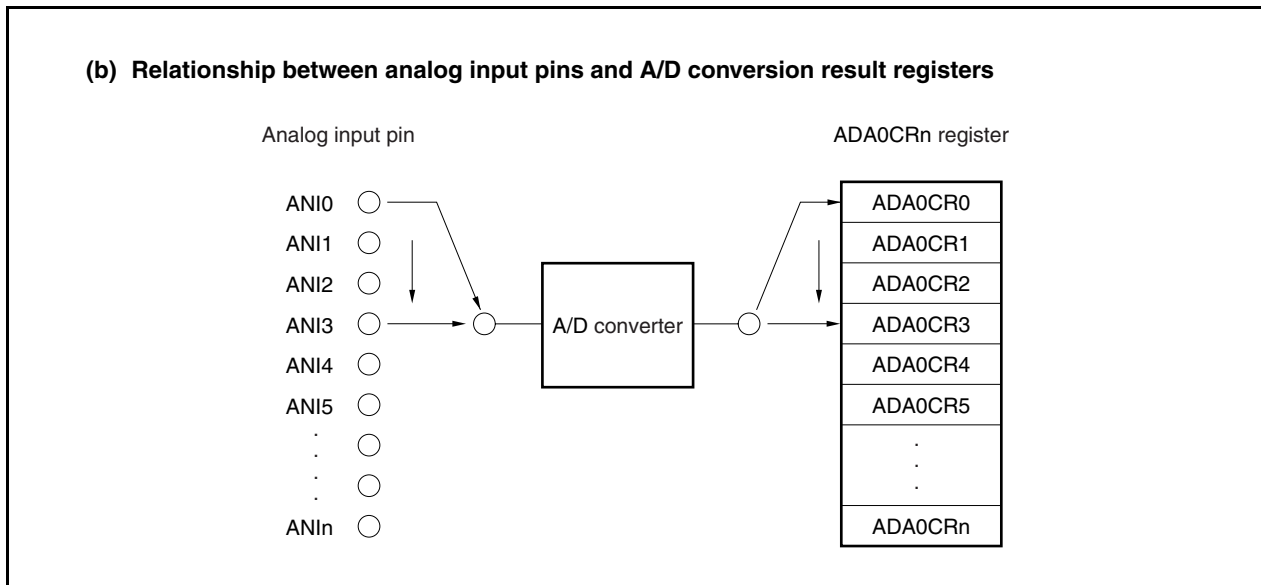 (b) Relationship between analog input pins and A/D conversion result registers
Analog input pin
ADA0CRn register
ANI0
ADA0CR0
ANI1
ADA0CR1
ANI2
ADA0CR2
ANI3
A/D converter
ADA0CR3
ANI4
ADA0CR4
ANI5
ADA0CR5
.
.
.
.
.
.
.
ANIn
ADA0CRn